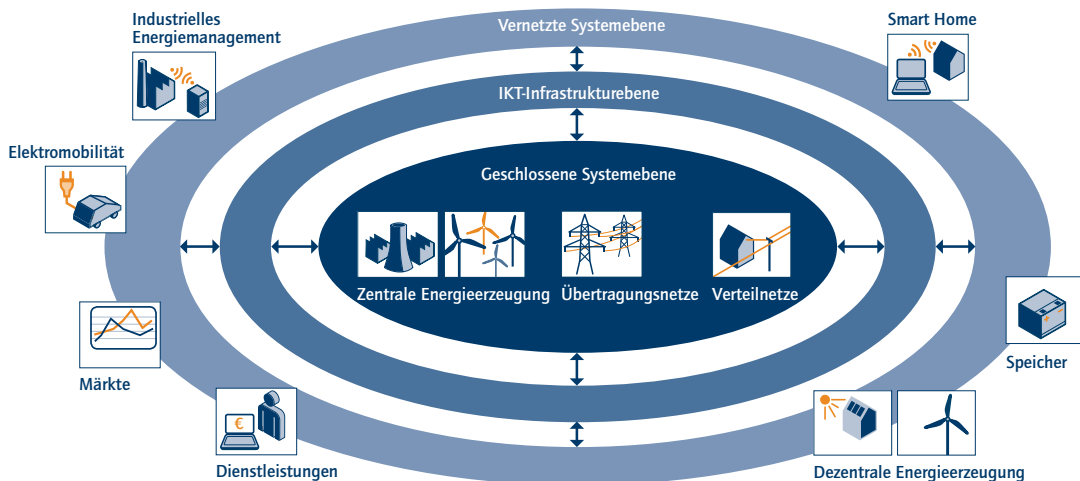 Industrielles
Energiemanagement
Vernetzte Systemebene
Smart Home
IKT-Infrastrukturebene
Elektromobilität
Geschlossene Systemebene
Zentrale Energieerzeugung
Übertragungsnetze
Verteilnetze
Märkte
Speicher
€
Dienstleistungen
Dezentrale Energieerzeugung